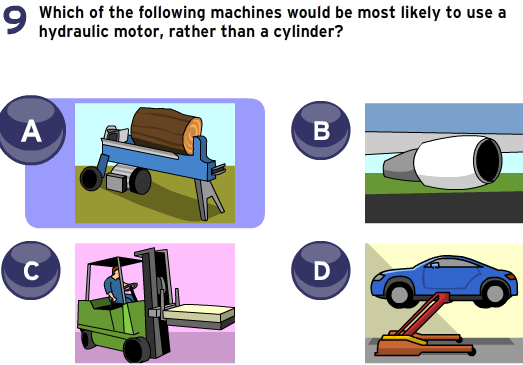 9 Which of the following machines would be most likely to use a
hydraulic motor, rather than a cylinder?
A
B
C
D